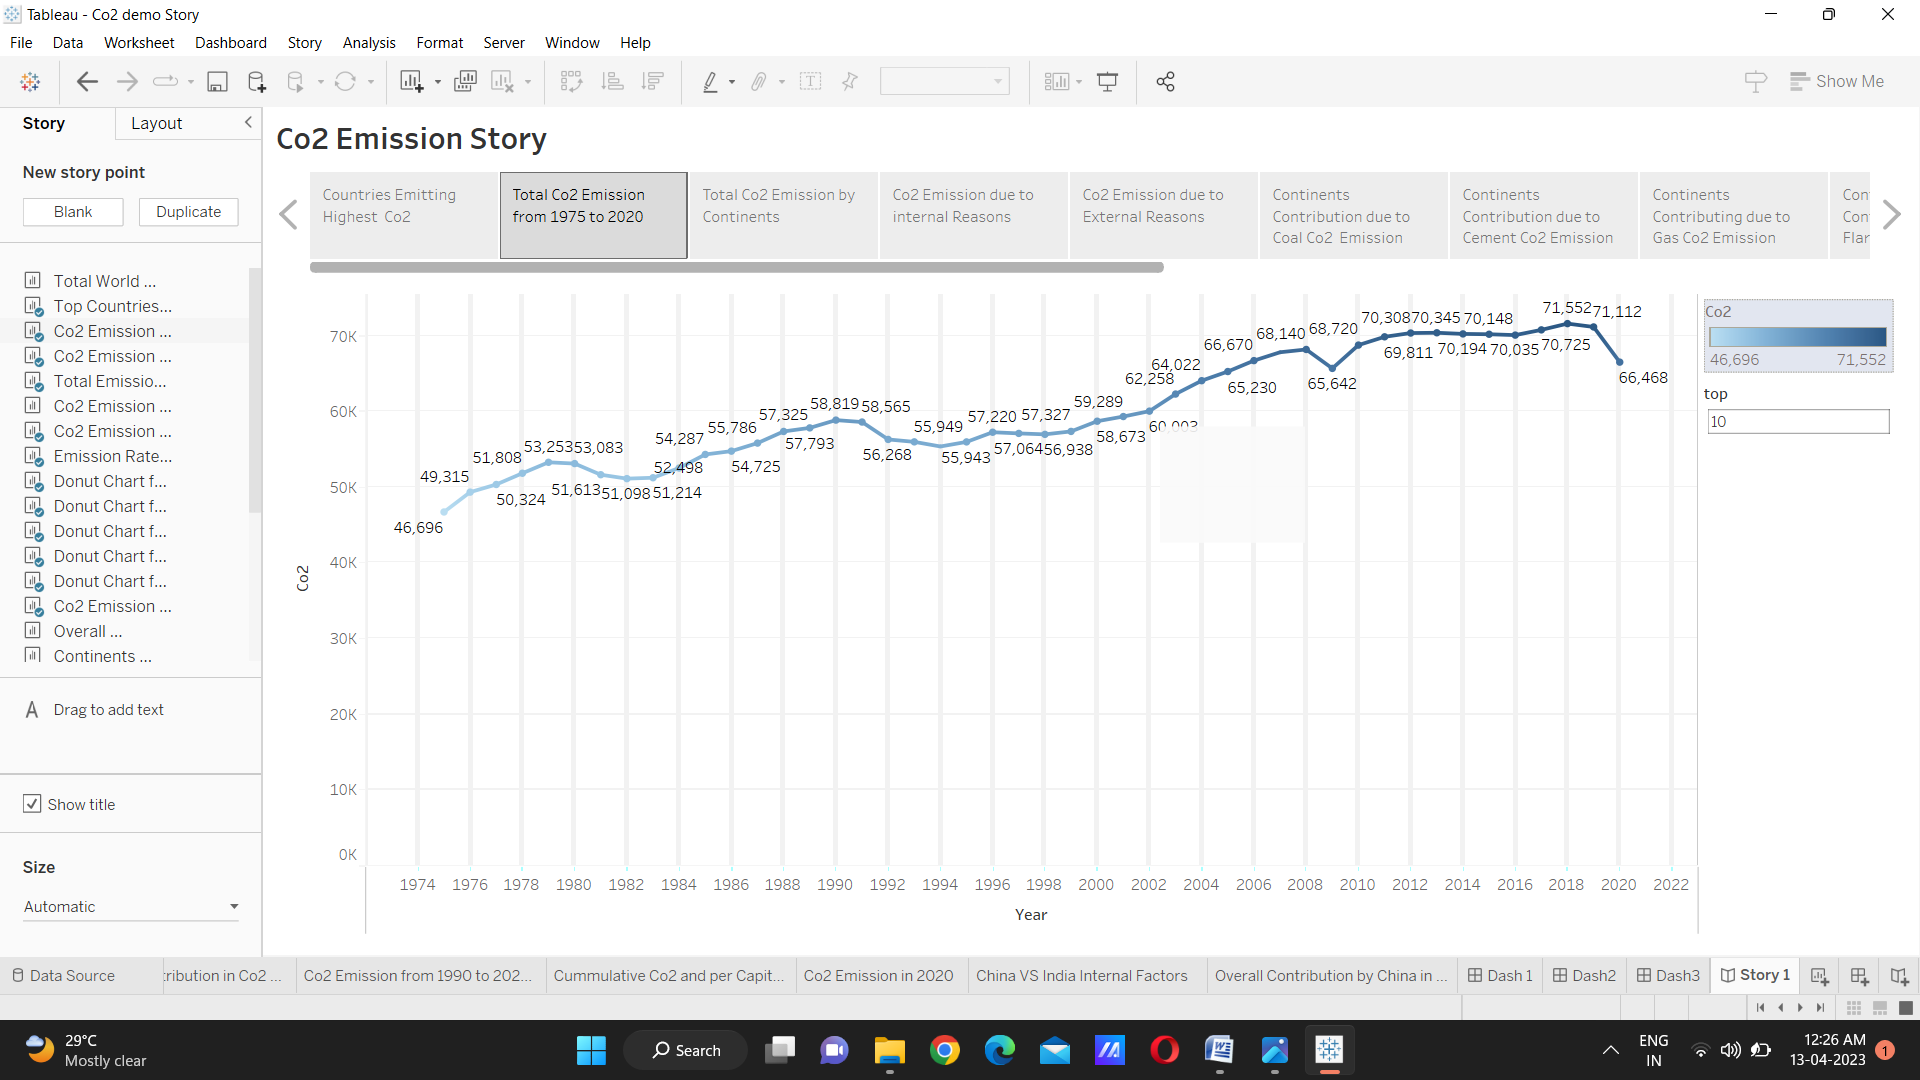 Tableau - Co2 demo Story
File Data Worksheet Dashboard Story Analysis Format Server Window Help
Show Me
Story Layout
New story point
Blank Duplicate
Total World ...
Top Countries...
Co2 Emission ...
Co2 Emission ...
Total Emissio...
Co2 Emission ...
Co2 Emission ...
Emission Rate...
Donut Chart f...
Donut Chart f...
Donut Chart f...
Donut Chart f...
Donut Chart f...
Co2 Emission ...
Overall ...
Continents ...
A Drag to add text
Show title
Size
Automatic
Co2 Emission Story
Countries Emitting
Highest Co2
Total Co2 Emission
from 1975 to 2020
Total Co2 Emission by
Continents
Co2 Emission due to
internal Reasons
Co2 Emission due to
External Reasons
Continents
Contribution due to
Coal Co2 Emission
Continents
Contribution due to
Cement Co2 Emission
Continents
Contributing due to
Gas Co2 Emission
Con
Con
Flar
70K
60K
50K
40K
30K
20K
10K
0K
Co2
46,696
49,315
51,808
50,324
53,253
53,083
51,613
51,098
51,214
52,498
54,287
55,786
54,725
57,325
57,793
58,819
58,565
56,268
55,949
55,943
57,220
57,064
57,327
56,938
59,289
58,673
60,003
62,258
64,022
66,670
65,230
68,140
68,720
65,642
70,308
69,811
70,345
70,194
70,148
70,035
70,725
71,552
71,112
66,468
1974 1976 1978 1980 1982 1984 1986 1988 1990 1992 1994 1996 1998 2000 2002 2004 2006 2008 2010 2012 2014 2016 2018 2020 2022
Year
Co2
46,696 71,552
top
10
Data Source tribution in Co2 ... Co2 Emission from 1990 to 202... Cummulative Co2 and per Capit... Co2 Emission in 2020 China VS India Internal Factors Overall Contribution by China in ... Dash 1 Dash2 Dash3 Story 1
29°C
Mostly clear
Search
ENG
IN
12:26 AM
13-04-2023
1